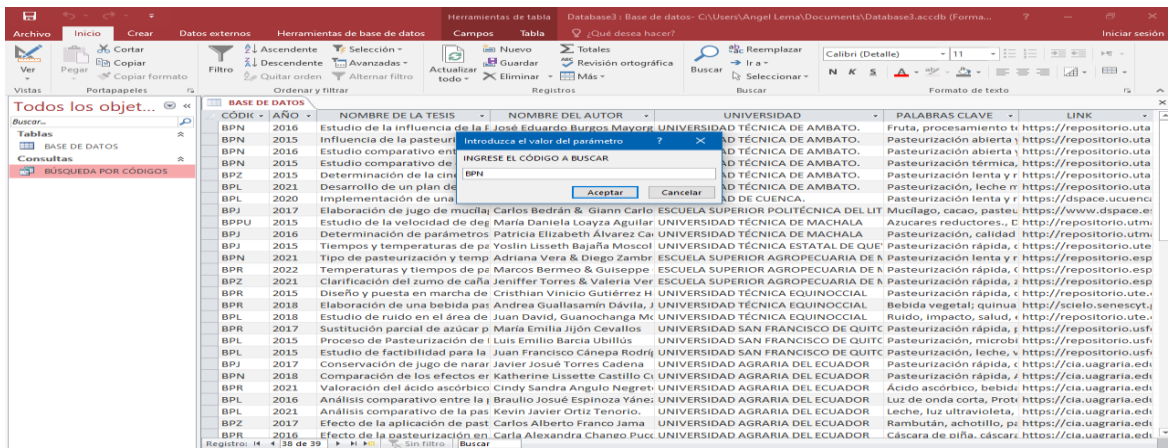 Herramientas de tabla Database3 : Base de datos- C:\Users\Angel Lema\Documents\Database3.accdb (Forma... ?
Archivo Inicio Crear Datos externos Herramientas de base de datos Campos Tabla ¿Qué desea hacer? Iniciar sesión
Ver Pegar Cortar Copiar Copiar formato
Filtro Ascendente Descendente Quitar orden Selección Avanzadas Alternar filtro
Actualizar todo Nuevo Guardar Eliminar Totales Revisión ortográfica Más
Buscar Reemplazar Ir a Seleccionar
Calibri (Detalle) 11
N K S A
Vistas Portapapeles Ordenar y filtrar Registros Buscar Formato de texto
Todos los objet... «
Buscar...
Tablas
BASE DE DATOS
Consultas
BÚSQUEDA POR CÓDIGOS
BASE DE DATOS
CÓDIG AÑO NOMBRE DE LA TESIS NOMBRE DEL AUTOR UNIVERSIDAD PALABRAS CLAVE LINK
BPN 2016 Estudio de la influencia de la José Eduardo Burgos Mayorg UNIVERSIDAD TÉCNICA DE AMBATO. Fruta, procesamiento t https://repositorio.uta
BPN 2015 Influencia de la pasteuri AD TÉCNICA DE AMBATO. Pasteurización abierta y https://repositorio.uta
BPN 2016 Estudio comparativo ent AD TÉCNICA DE AMBATO. Pasteurización abierta y https://repositorio.uta
BPN 2015 Estudio comparativo de AD TÉCNICA DE AMBATO. Pasteurización térmica, https://repositorio.uta
BPZ 2015 Determinación de la cin AD TÉCNICA DE AMBATO. Pasteurización lenta y r https://repositorio.uta
BPL 2021 Desarrollo de un plan de AD TÉCNICA DE AMBATO. Pasteurización, leche m https://repositorio.uta
BPL 2020 Implementación de una AD DE CUENCA. Pasteurización lenta y r https://dspace.ucuenca
Introduzca el valor del parámetro ? ×
INGRESE EL CÓDIGO A BUSCAR
BPN
Aceptar Cancelar
BPJ 2017 Elaboración de jugo de mucílag Carlos Bedrán & Giann Carlo ESCUELA SUPERIOR POLITÉCNICA DEL LIT Mucílago, cacao, pasteu https://www.dspace.es
BPPU 2015 Estudio de la velocidad de deg María Daniela Loayza Aguilar UNIVERSIDAD TÉCNICA DE MACHALA Azucares reductores., D http://repositorio.utm
BPJ 2016 Determinación de parámetros Patricia Elizabeth Álvarez Ca UNIVERSIDAD TÉCNICA DE MACHALA Pasteurización, calidad http://repositorio.utm
BPJ 2015 Tiempos y temperaturas de pa Yoslin Lisseth Bajaña Moscol UNIVERSIDAD TÉCNICA ESTATAL DE QUE Pasteurización rápida, c https://repositorio.ute
BPN 2021 Tipo de pasteurización y temp Adriana Vera & Diego Zambr ESCUELA SUPERIOR AGROPECUARIA DE M Pasteurización lenta y r https://repositorio.esp
BPR 2022 Temperaturas y tiempos de pa Marcos Bermeo & Guiseppe ESCUELA SUPERIOR AGROPECUARIA DE M Pasteurización rápida, https://repositorio.esp
BPZ 2021 Clarificación del zumo de caña Jeniffer Torres & Valeria Ver ESCUELA SUPERIOR AGROPECUARIA DE M Pasteurización rápida, z https://repositorio.esp
BPR 2015 Diseño y puesta en marcha de Cristhian Vinicio Gutiérrez H UNIVERSIDAD TÉCNICA EQUINOCCIAL Pasteurización rápida, http://repositorio.ute.
BPR 2018 Elaboración de una bebida pas Andrea Guallasamín Dávila, J UNIVERSIDAD TÉCNICA EQUINOCCIAL Bebida vegetal; quinua http://scielo.senescyt.
BPL 2018 Estudio de ruido en el área de Juan David, Guanochanga Mo UNIVERSIDAD TÉCNICA EQUINOCCIAL Ruido, impacto, salud, http://repositorio.ute.
BPR 2017 Sustitución parcial de azúcar p María Emilia Jijón Cevallos UNIVERSIDAD SAN FRANCISCO DE QUITO Pasteurización rápida, https://repositorio.usf
BPL 2015 Proceso de Pasteurización de l Luis Emilio Barcia Ubillús UNIVERSIDAD SAN FRANCISCO DE QUITO Pasteurización, microbi https://repositorio.usf
BPL 2015 Estudio de factibilidad para la Juan Francisco Cánepa Rodríg UNIVERSIDAD SAN FRANCISCO DE QUITO Pasteurización, leche, v https://repositorio.usf
BPJ 2017 Conservación de jugo de naran Javier Josué Torres Cadena UNIVERSIDAD AGRARIA DEL ECUADOR Pasteurización rápida, https://cia.uagraria.edu
BPN 2018 Comparación de los efectos en Katherine Lissette Castillo Cu UNIVERSIDAD AGRARIA DEL ECUADOR Pasteurización rápida, https://cia.uagraria.edu
BPR 2021 Valoración del ácido ascórbico Cindy Sandra Angulo Negret UNIVERSIDAD AGRARIA DEL ECUADOR Ácido ascórbico, bebida https://cia.uagraria.edu
BPL 2016 Análisis comparativo entre la p Braulio Josué Espinoza Yánez UNIVERSIDAD AGRARIA DEL ECUADOR Luz de onda corta, Prot https://cia.uagraria.edu
BPL 2021 Análisis comparativo de la pas Kevin Javier Ortiz Tenorio. UNIVERSIDAD AGRARIA DEL ECUADOR Leche, luz ultravioleta, https://cia.uagraria.edu
BPZ 2017 Efecto de la aplicación de past Carlos Alberto Franco Jama UNIVERSIDAD AGRARIA DEL ECUADOR Rambután, achotillo, pa https://cia.uagraria.edu
BPR 2016 Efecto de la pasteurización en Carla Alexandra Chango Pucc UNIVERSIDAD AGRARIA DEL ECUADOR Cáscara de piña, cáscara https://cia.uagraria.edu
Registro: 38 de 39 Sin filtro Buscar